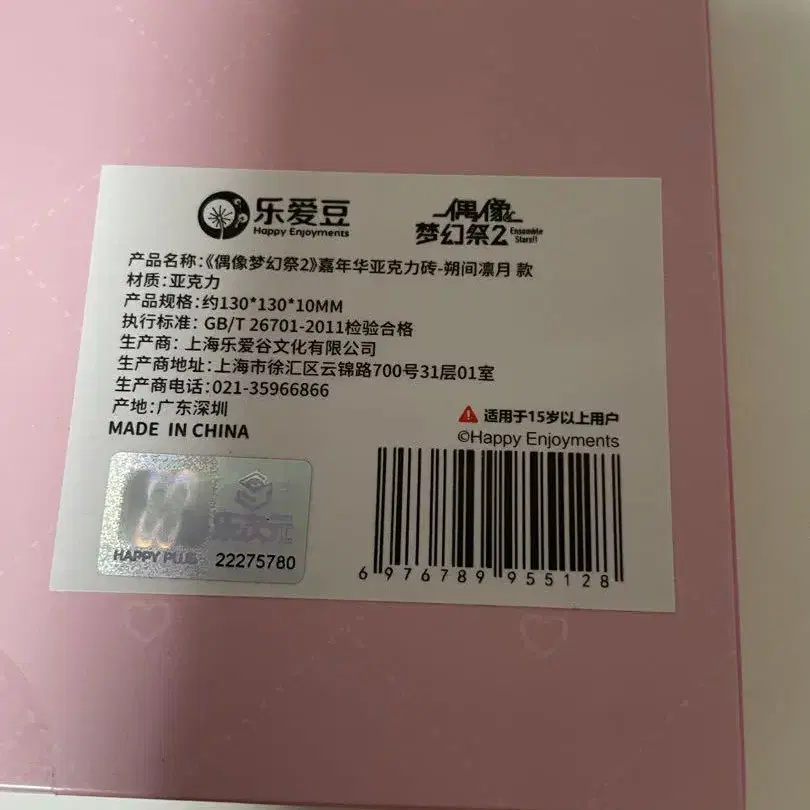 乐爱豆
Happy Enjoyments
偶像
梦幻祭2 Ensemble Stars!!
产品名称:《偶像梦幻祭2》嘉年华亚克力砖-朔间凛月 款
材质:亚克力
产品规格:约130*130*10MM
执行标准: GB/T 26701-2011检验合格
生产商: 上海乐爱谷文化有限公司
生产商地址:上海市徐汇区云锦路700号31层01室
生产商电话:021-35966866
产地:广东深圳
MADE IN CHINA
适用于15岁以上用户
©Happy Enjoyments
HAPPY PLUS
22275780
6 976789 955128